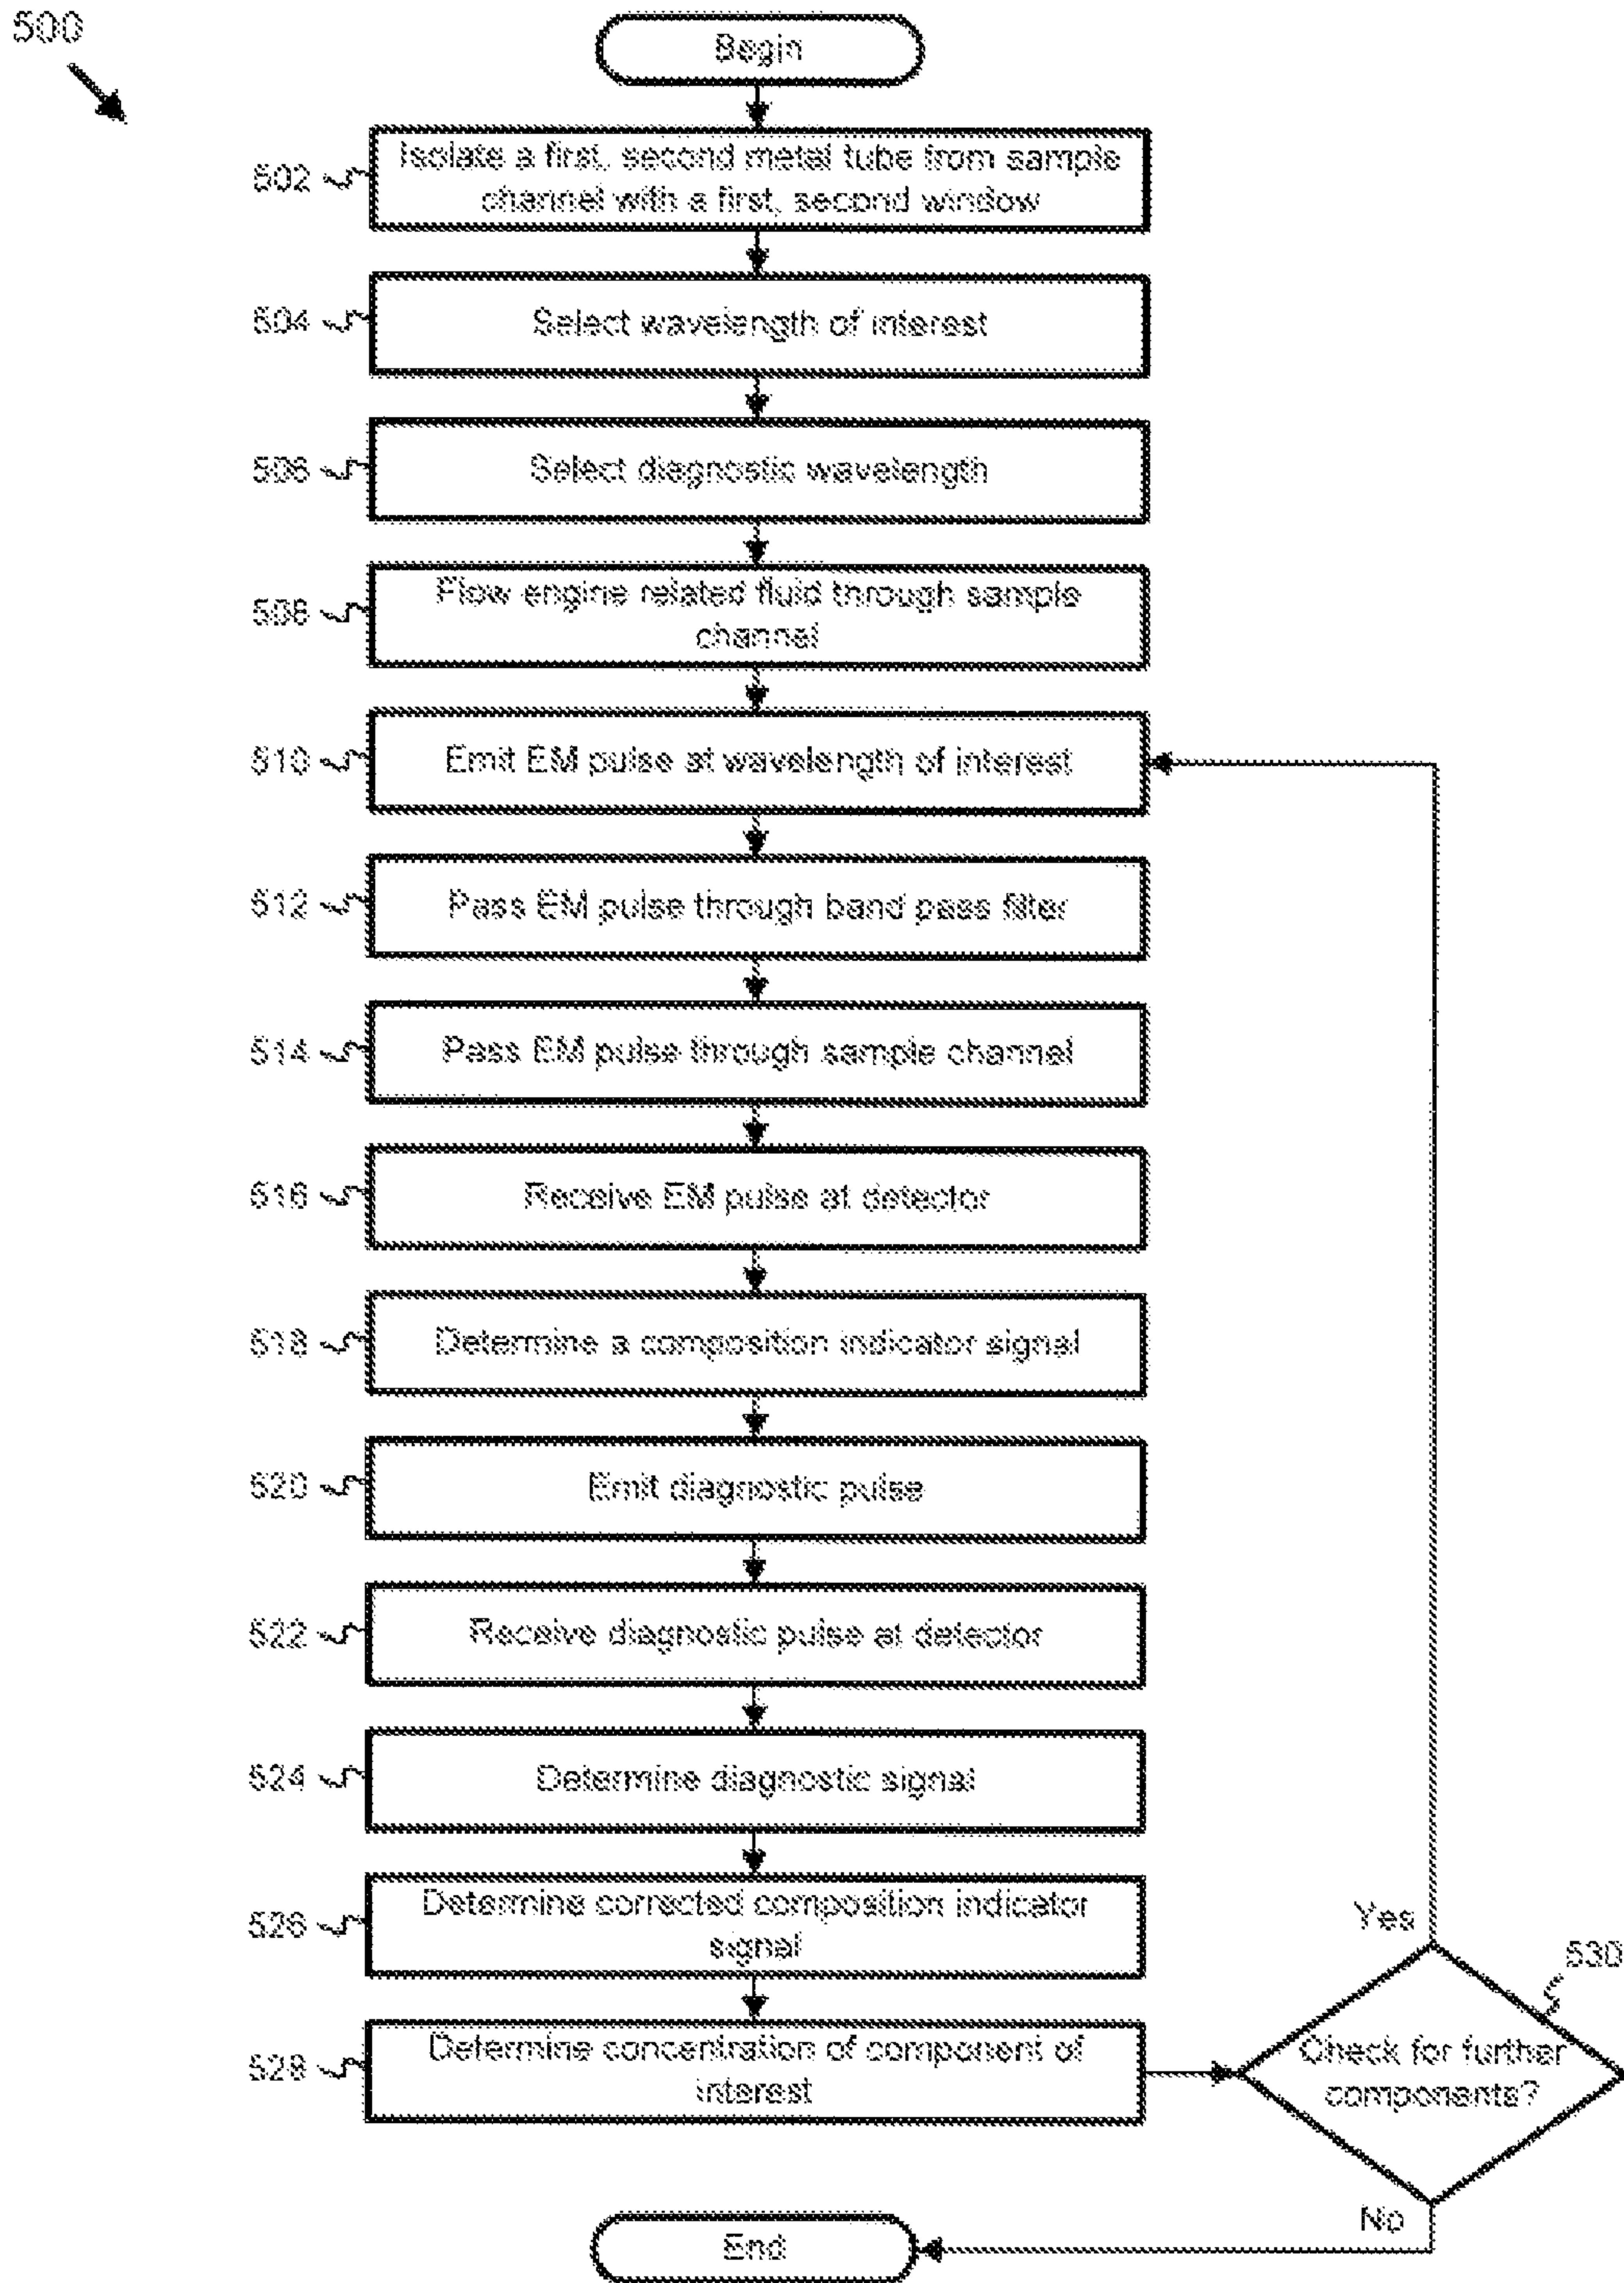 500
Begin
502
Isolate a first, second metal tube from sample
channel with a first, second window
504
Select wavelength of interest
506
Select diagnostic wavelength
508
Flow engine related fluid through sample
channel
510
Emit EM pulse at wavelength of interest
512
Pass EM pulse through band pass filter
514
Pass EM pulse through sample channel
516
Receive EM pulse at detector
518
Determine a composition indicator signal
520
Emit diagnostic pulse
522
Receive diagnostic pulse at detector
524
Determine diagnostic signal
526
Determine corrected composition indicator
signal
528
Determine concentration of component of
interest
Yes
530
Check for further
components?
No
End